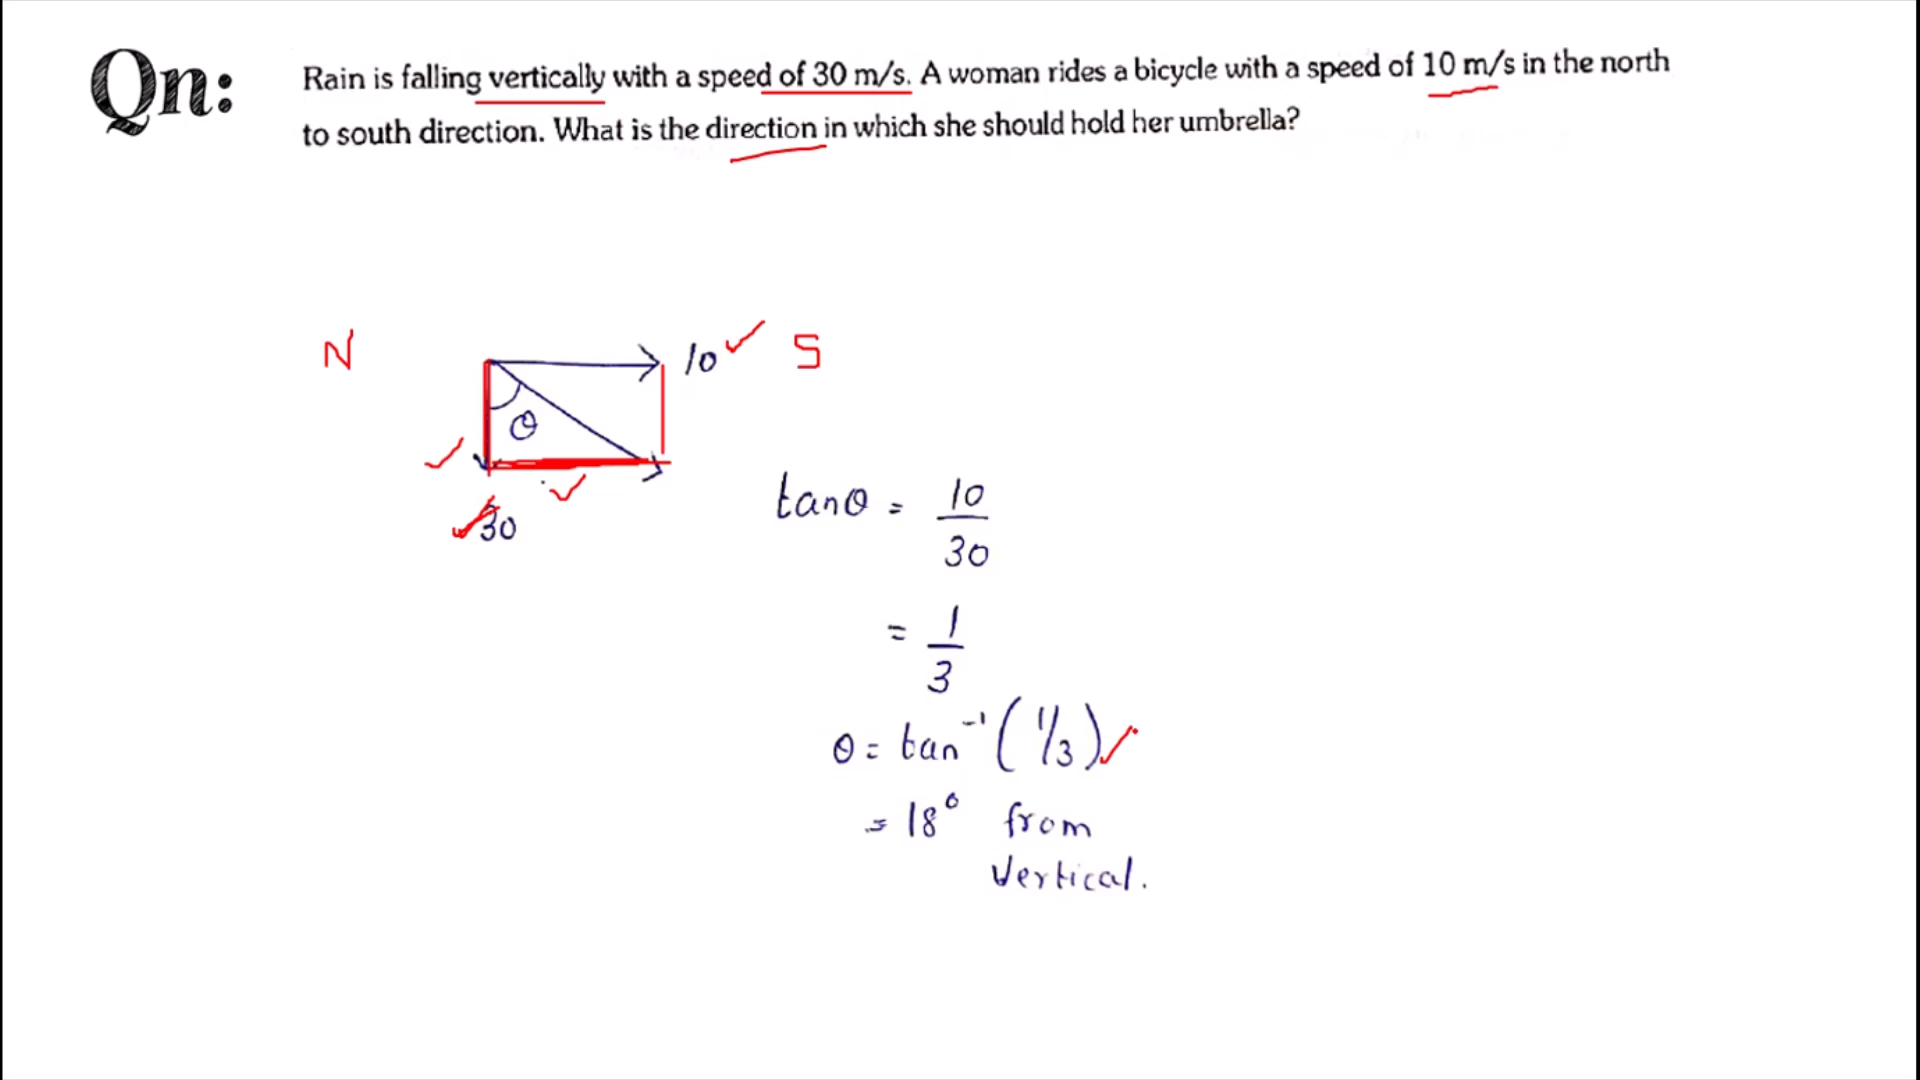 Qn:
Rain is falling vertically with a speed of 30 m/s. A woman rides a bicycle with a speed of 10 m/s in the north
to south direction. What is the direction in which she should hold her umbrella?
N 10 S
θ
30
tanθ = 10/30
= 1/3
θ = tan⁻¹ (1/3)
= 18° from
Vertical.